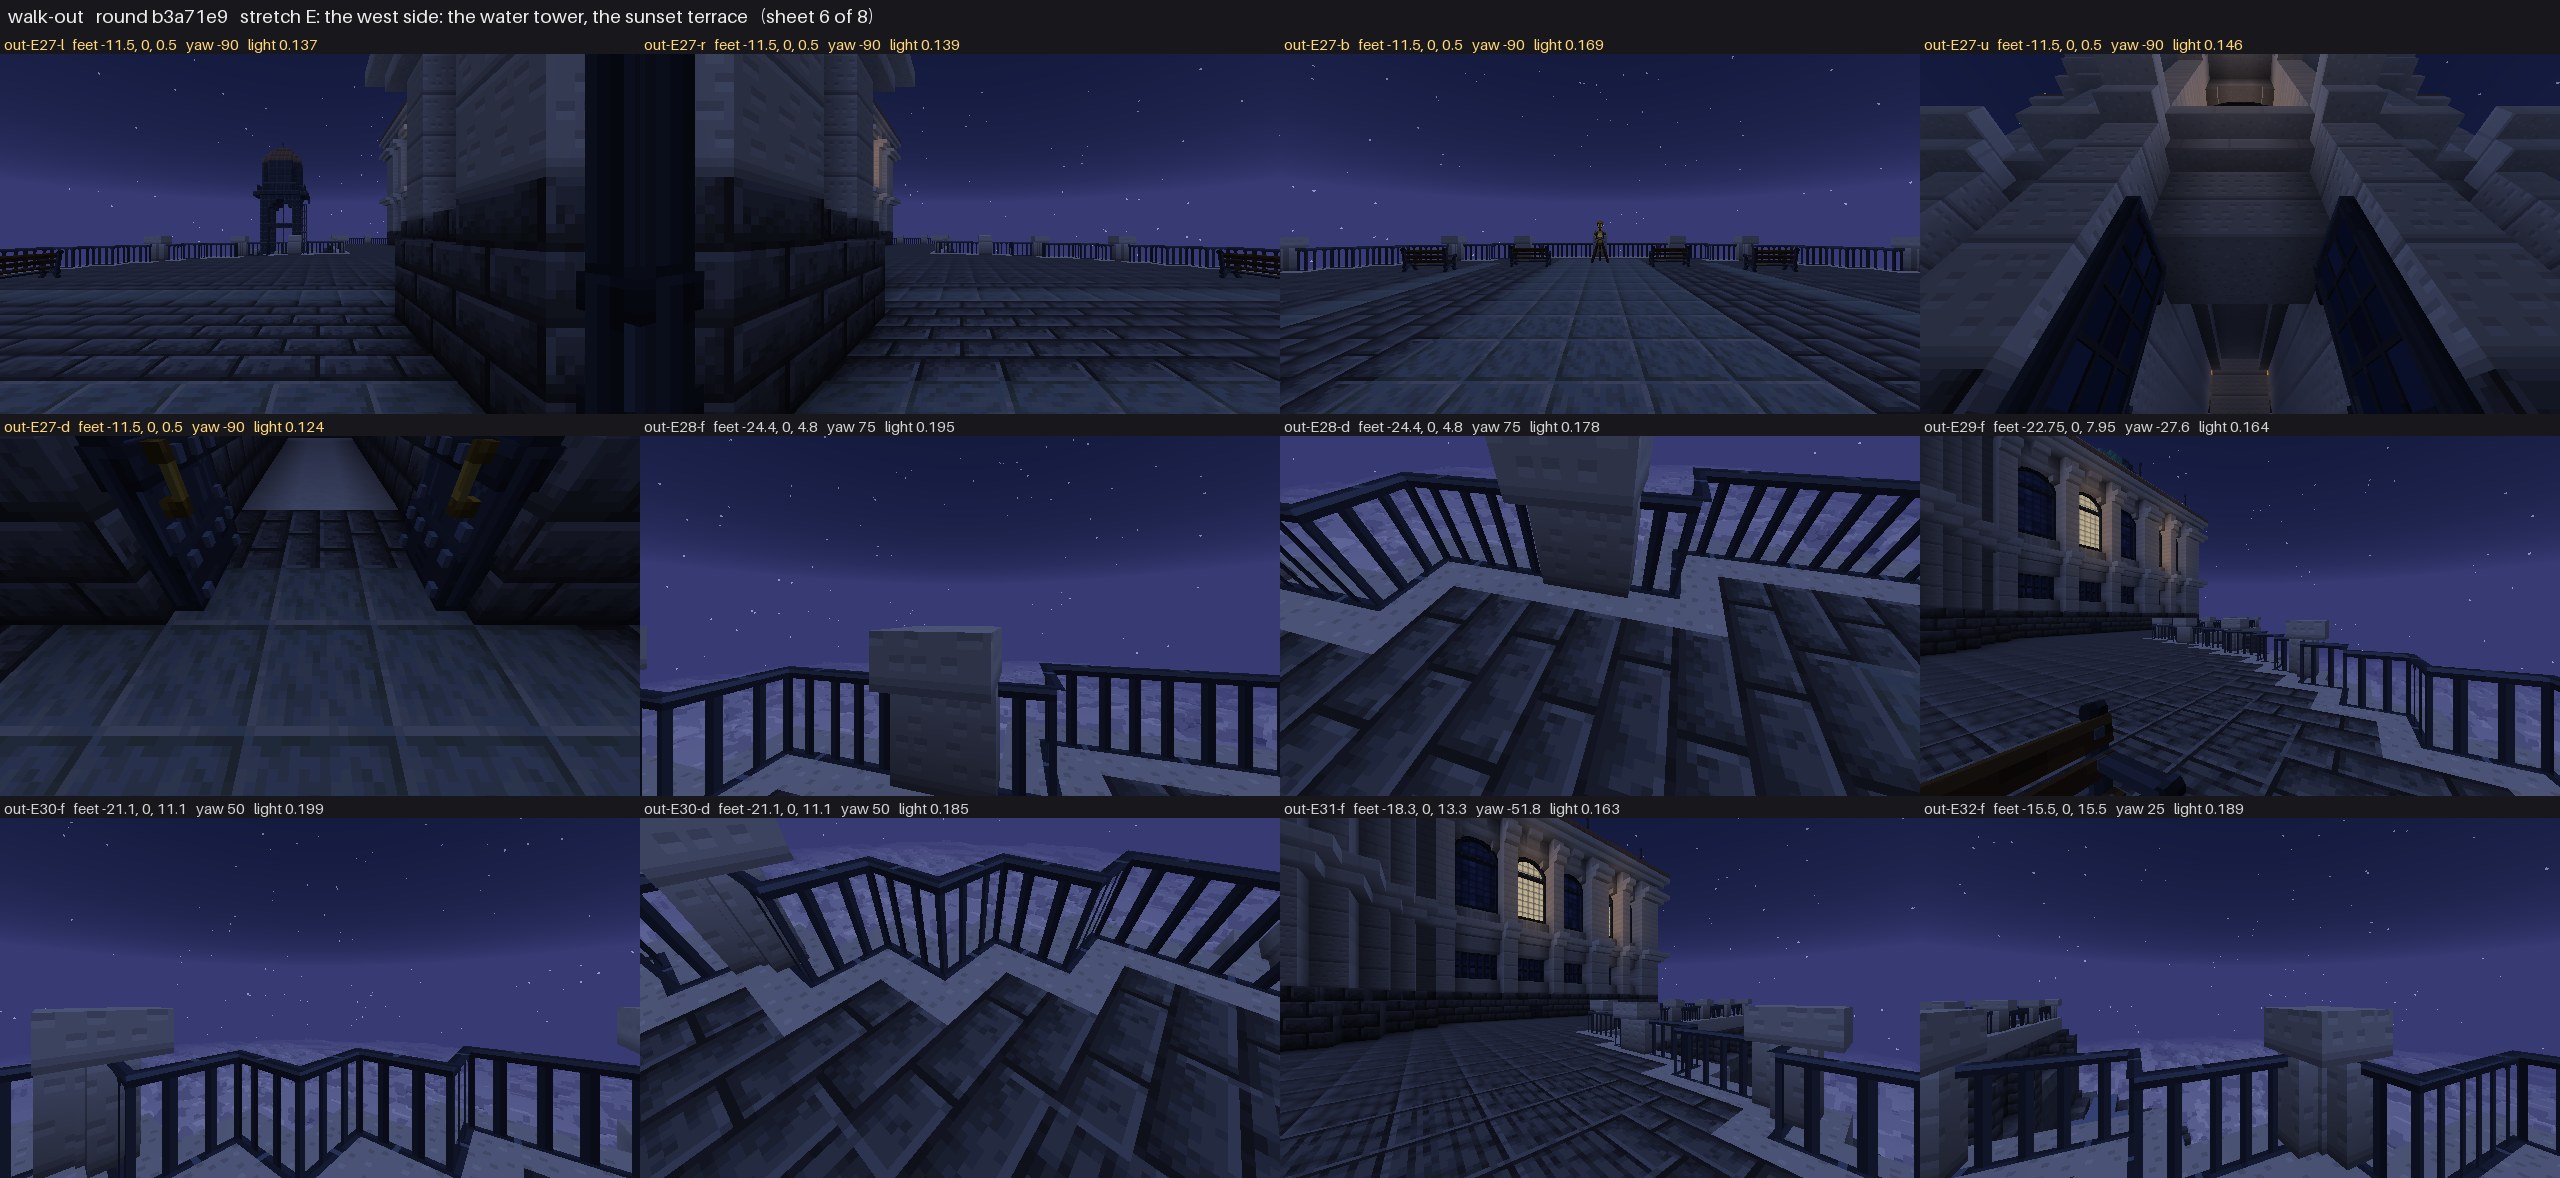 walk-out round b3a71e9 stretch E: the west side: the water tower, the sunset terrace (sheet 6 of 8)
out-E27-l feet -11.5, 0, 0.5 yaw -90 light 0.137
out-E27-r feet -11.5, 0, 0.5 yaw -90 light 0.139
out-E27-b feet -11.5, 0, 0.5 yaw -90 light 0.169
out-E27-u feet -11.5, 0, 0.5 yaw -90 light 0.146
out-E27-d feet -11.5, 0, 0.5 yaw -90 light 0.124
out-E28-f feet -24.4, 0, 4.8 yaw 75 light 0.195
out-E28-d feet -24.4, 0, 4.8 yaw 75 light 0.178
out-E29-f feet -22.75, 0, 7.95 yaw -27.6 light 0.164
out-E30-f feet -21.1, 0, 11.1 yaw 50 light 0.199
out-E30-d feet -21.1, 0, 11.1 yaw 50 light 0.185
out-E31-f feet -18.3, 0, 13.3 yaw -51.8 light 0.163
out-E32-f feet -15.5, 0, 15.5 yaw 25 light 0.189